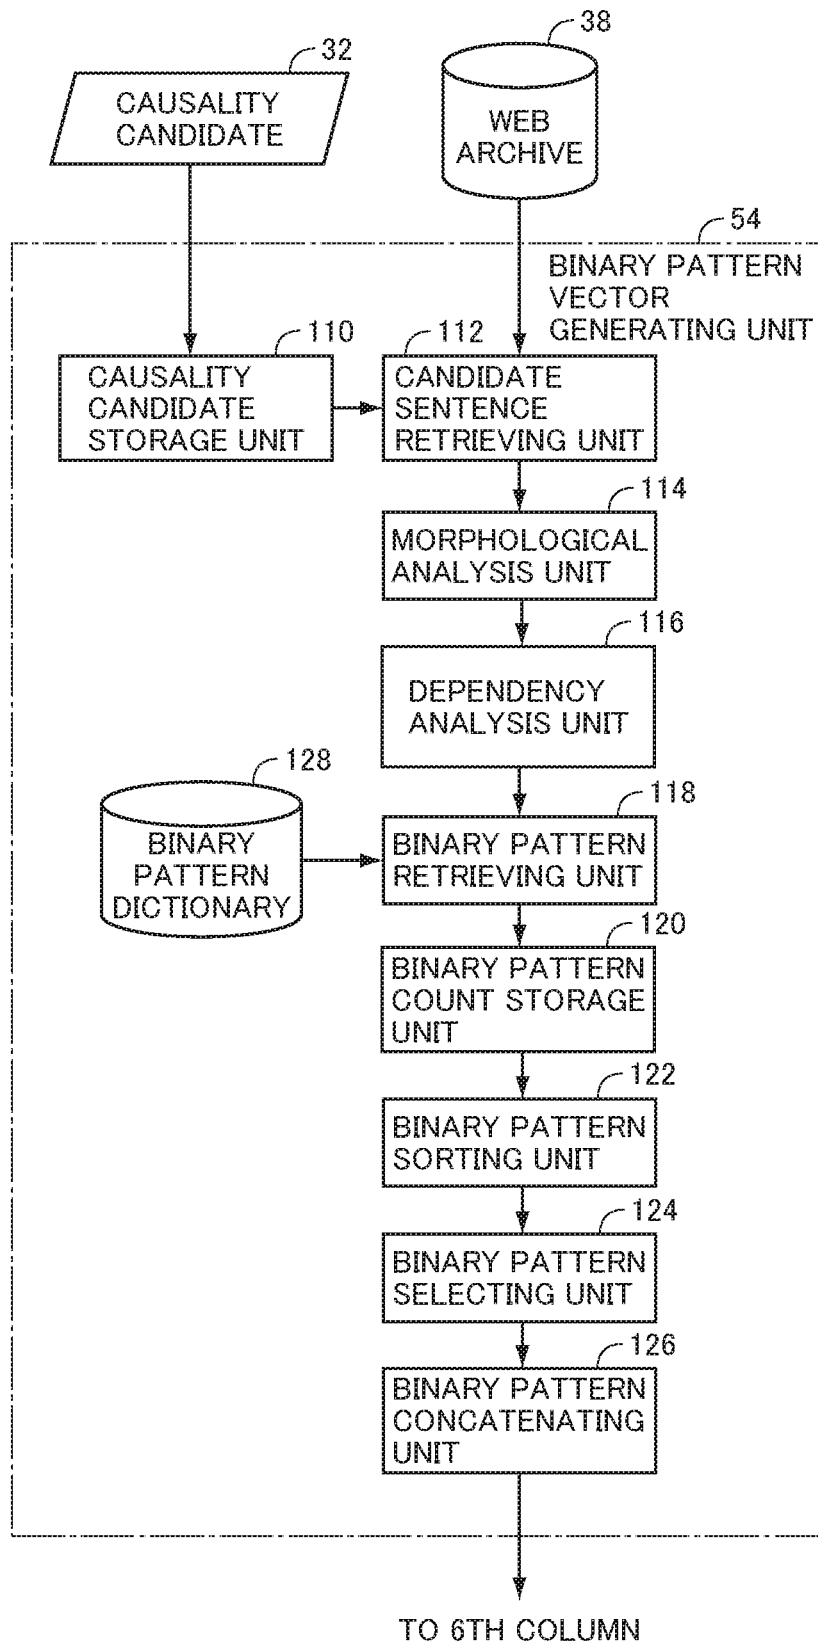 32
CAUSALITY
CANDIDATE
38
WEB
ARCHIVE
54
BINARY PATTERN
VECTOR
GENERATING UNIT
110
CAUSALITY
CANDIDATE
STORAGE UNIT
112
CANDIDATE
SENTENCE
RETRIEVING UNIT
114
MORPHOLOGICAL
ANALYSIS UNIT
116
DEPENDENCY
ANALYSIS UNIT
128
BINARY
PATTERN
DICTIONARY
118
BINARY PATTERN
RETRIEVING UNIT
120
BINARY PATTERN
COUNT STORAGE
UNIT
122
BINARY PATTERN
SORTING UNIT
124
BINARY PATTERN
SELECTING UNIT
126
BINARY PATTERN
CONCATENATING
UNIT
TO 6TH COLUMN